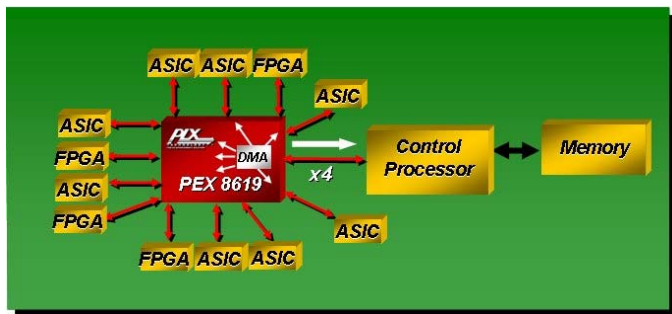 ASIC ASIC FPGA
ASIC
ASIC
FPGA
ASIC
FPGA
PLX
DMA
PEX 8619
x4
Control
Processor
Memory
ASIC
FPGA ASIC ASIC